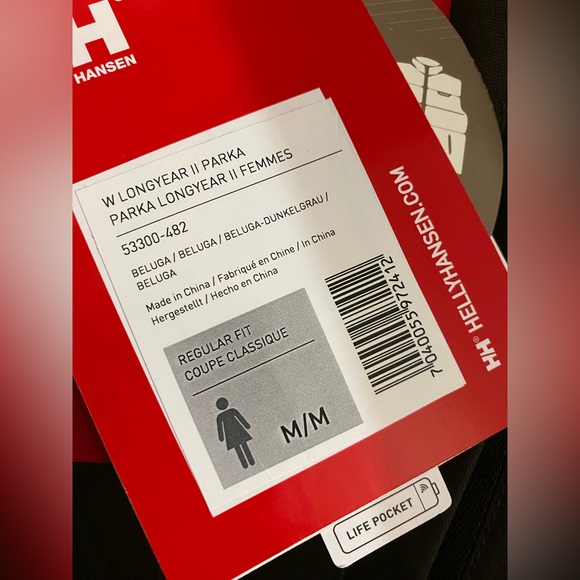 HH
HANSEN
W LONGYEAR II PARKA
PARKA LONGYEAR II FEMMES
53300-482
BELUGA / BELUGA / BELUGA-DUNKELGRAU /
BELUGA
Made in China / Fabriqué en Chine / In China
Hergestellt / Hecho en China
REGULAR FIT
COUPE CLASSIQUE
M/M
7040055972412
HH® HELLYHANSEN.COM
LIFE POCKET